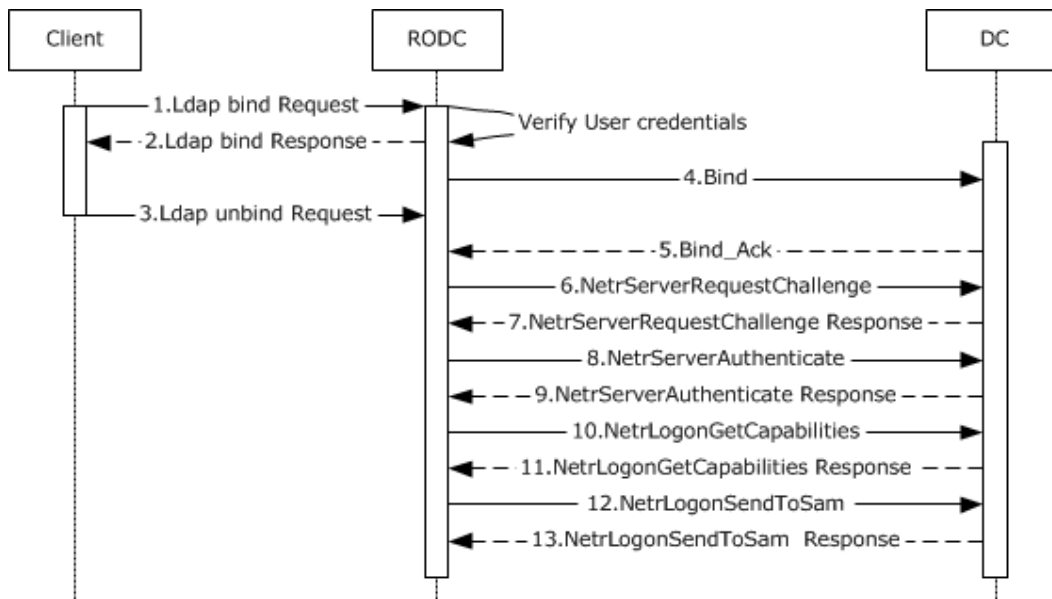 Client
RODC
DC
1.Ldap bind Request
Verify User credentials
2.Ldap bind Response
4.Bind
3.Ldap unbind Request
5.Bind_Ack
6.NetrServerRequestChallenge
7.NetrServerRequestChallenge Response
8.NetrServerAuthenticate
9.NetrServerAuthenticate Response
10.NetrLogonGetCapabilities
11.NetrLogonGetCapabilities Response
12.NetrLogonSendToSam
13.NetrLogonSendToSam  Response